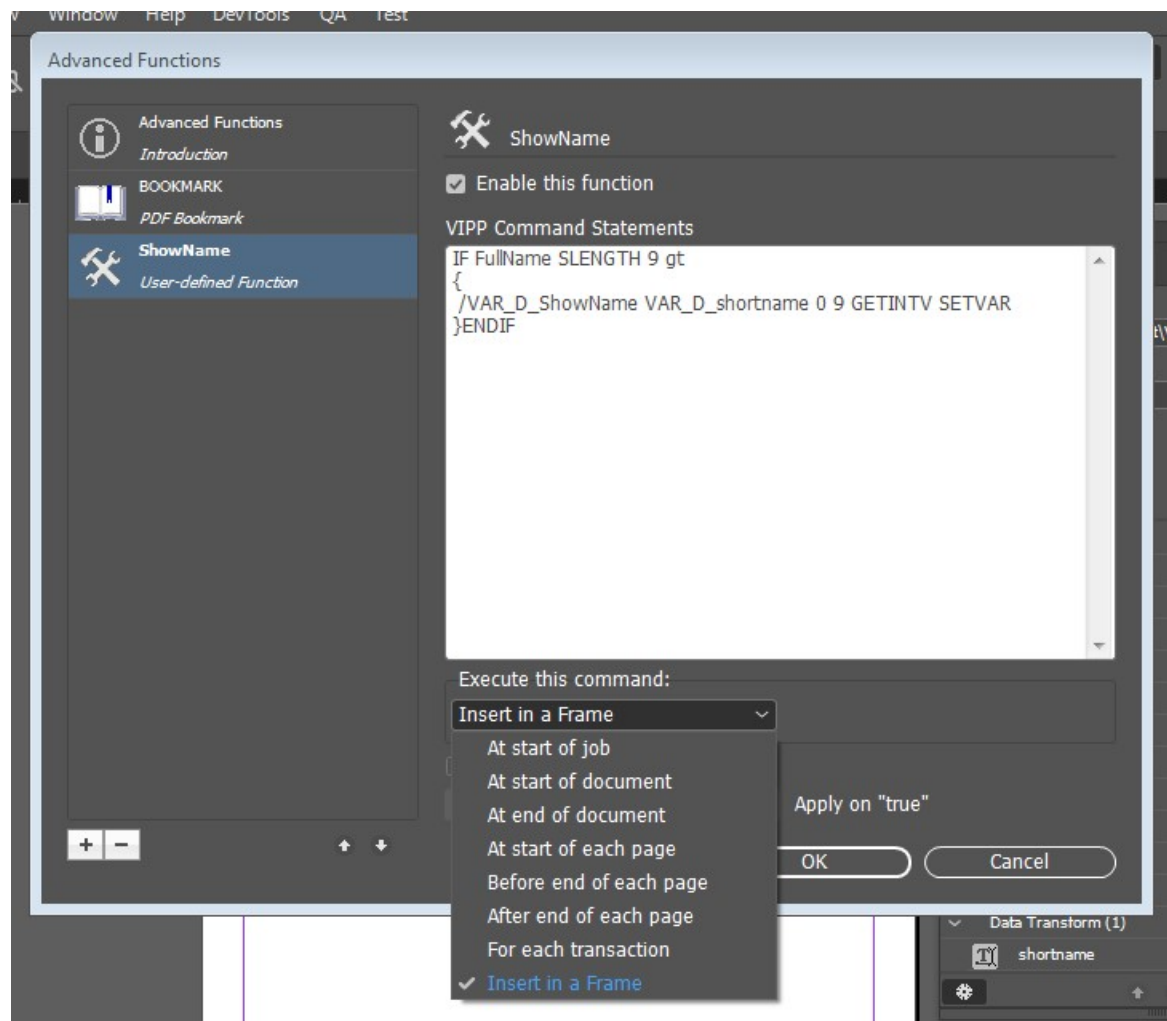 Window Help DevTools QA Test
Advanced Functions
Advanced Functions
Introduction
BOOKMARK
PDF Bookmark
ShowName
User-defined Function
ShowName
Enable this function
VIPP Command Statements
IF FullName SLENGTH 9 gt
{
/VAR_D_ShowName VAR_D_shortname 0 9 GETINTV SETVAR
}ENDIF
Execute this command:
Insert in a Frame
At start of job
At start of document
At end of document
At start of each page
Before end of each page
After end of each page
For each transaction
Insert in a Frame
Apply on "true"
+ −
OK
Cancel
Data Transform (1)
shortname